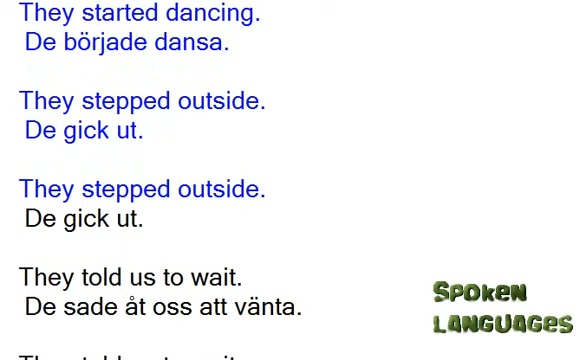 They started dancing.
De började dansa.
They stepped outside.
De gick ut.
They stepped outside.
De gick ut.
They told us to wait.
De sade åt oss att vänta.
Spoken
Languages